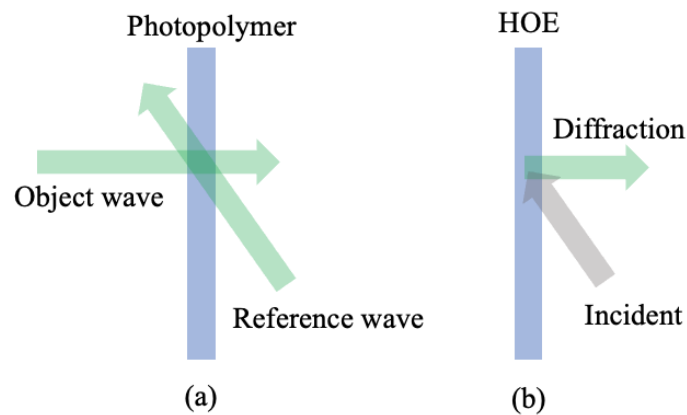 Photopolymer
Object wave
Reference wave
(a)
HOE
Diffraction
Incident
(b)